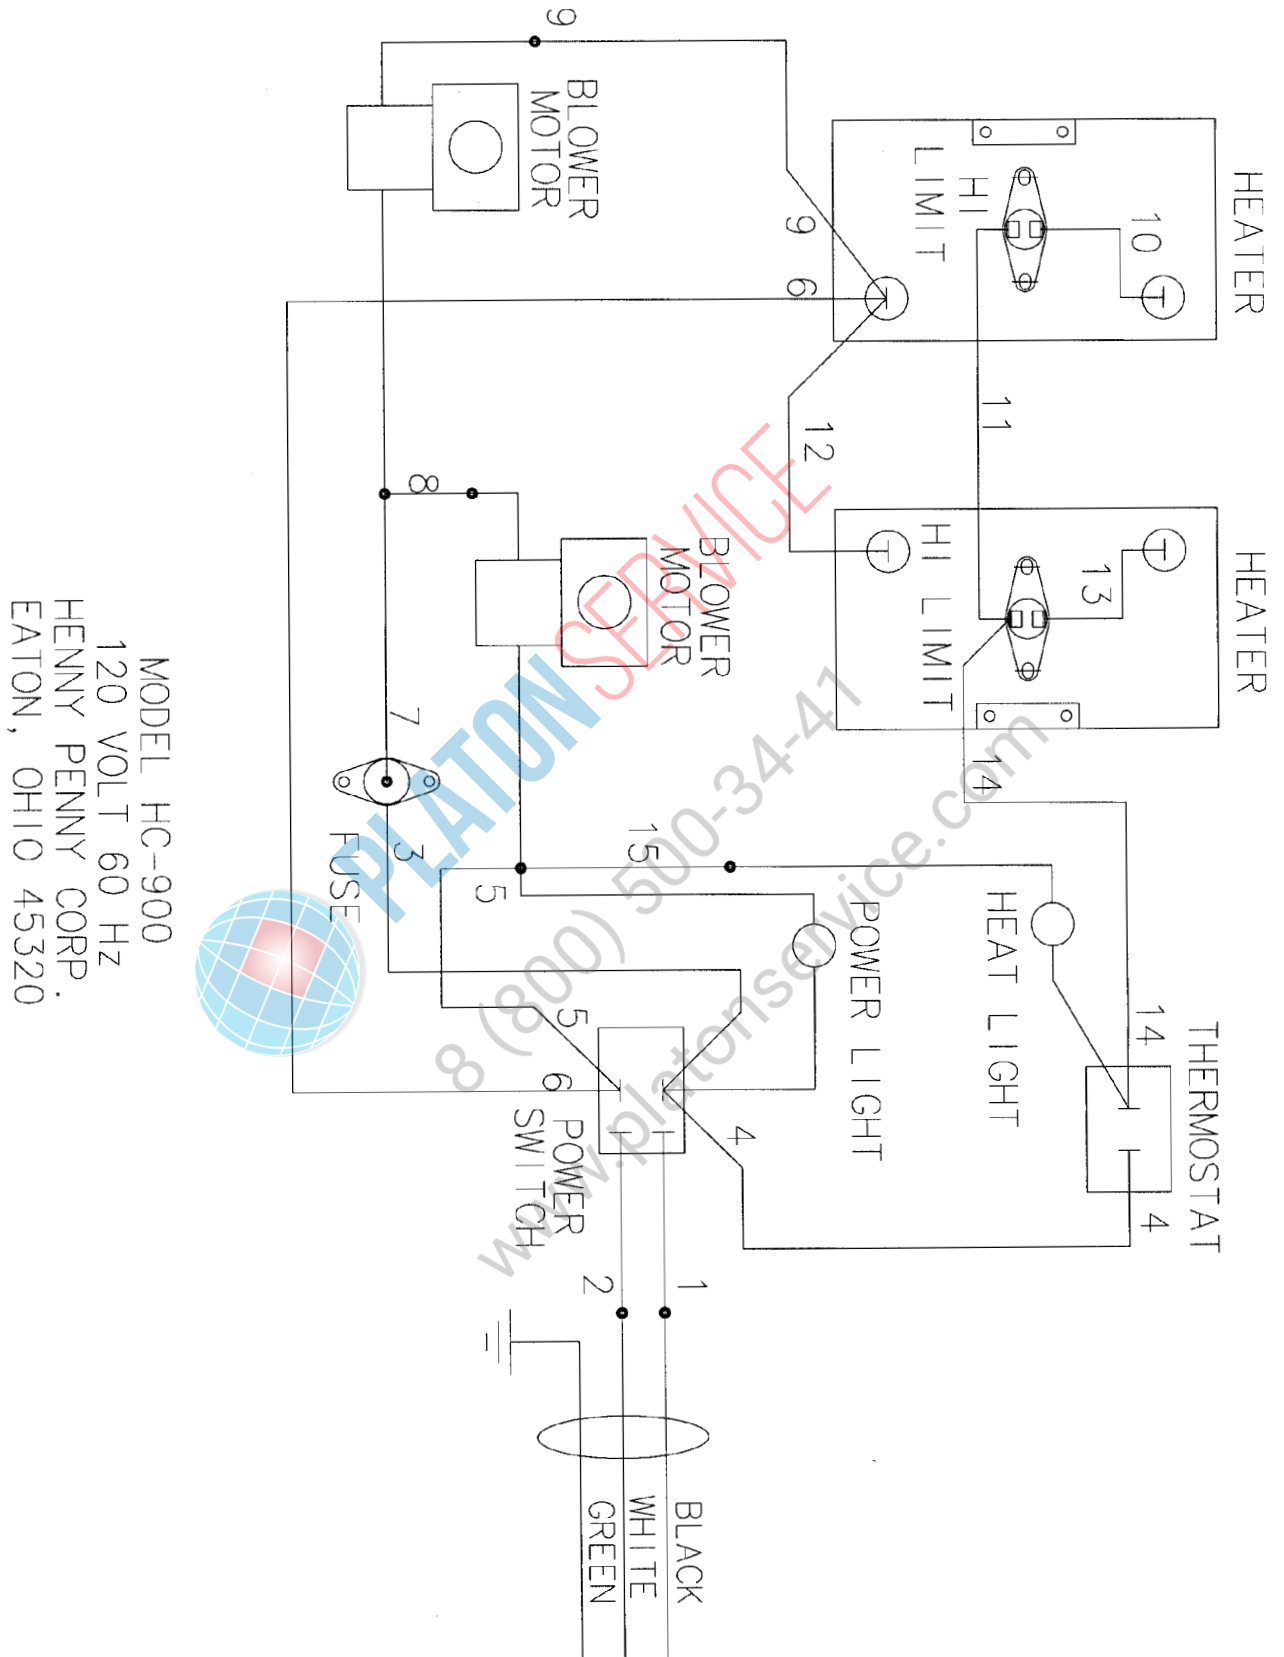 HEATER
HEATER
THERMOSTAT
10
HI
LIMIT
11
13
HI LIMIT
14
14
4
HEAT LIGHT
9
9
6
12
15
POWER LIGHT
4
BLOWER
MOTOR
BLOWER
MOTOR
8
7
3
FUSE
5
5
6
POWER
SWITCH
1
2
BLACK
WHITE
GREEN
MODEL HC-900
120 VOLT 60 Hz
HENNY PENNY CORP.
EATON, OHIO 45320
PLATONSERVICE
8 (800) 500-34-41
www.platonservice.com